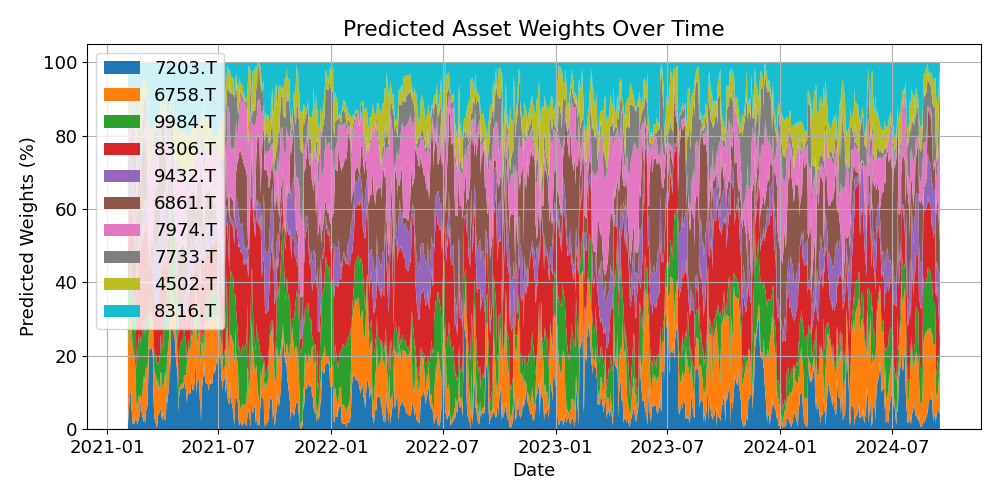 Predicted Asset Weights Over Time
Predicted Weights (%)
100
80
60
40
20
0
7203.T
6758.T
9984.T
8306.T
9432.T
6861.T
7974.T
7733.T
4502.T
8316.T
2021-01 2021-07 2022-01 2022-07 2023-01 2023-07 2024-01 2024-07
Date